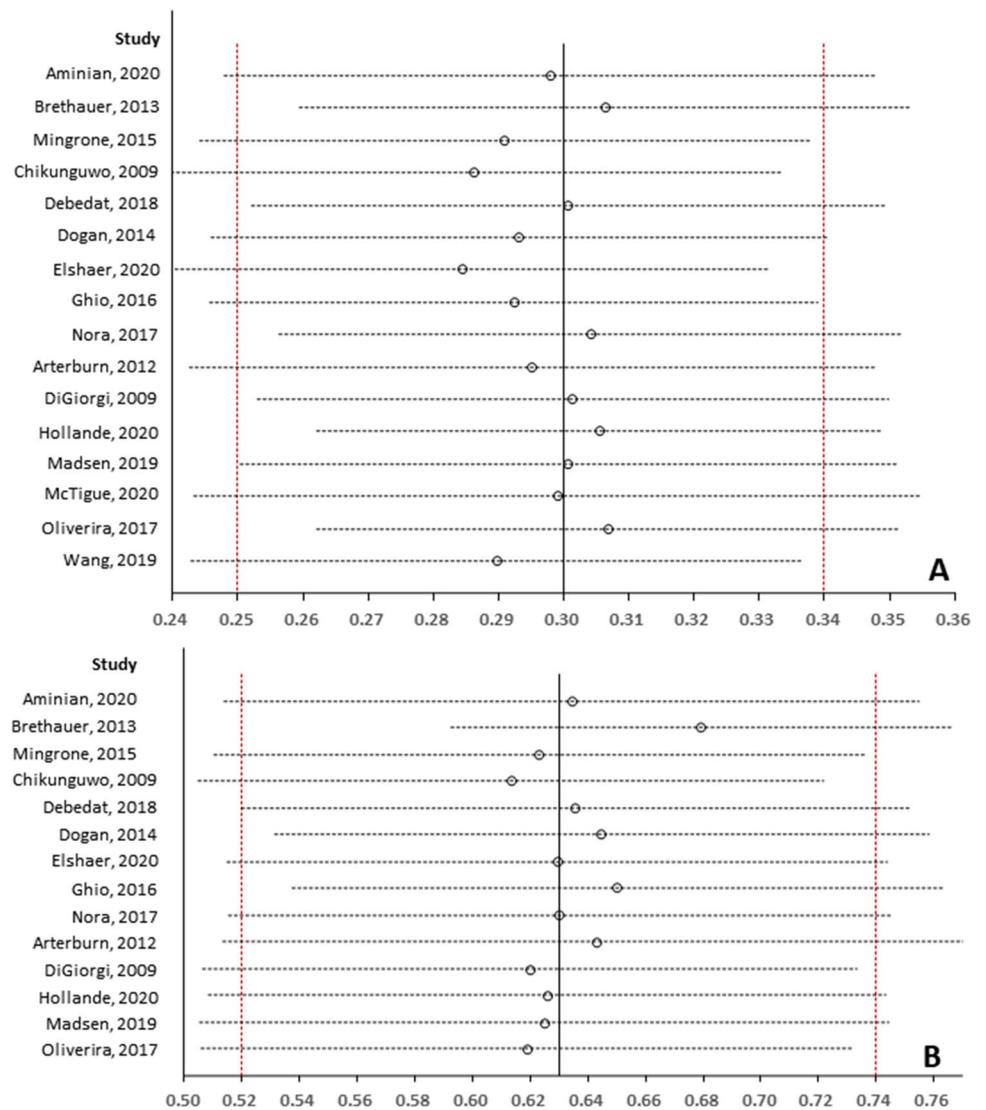 Study
Aminian, 2020
Brethauer, 2013
Mingrone, 2015
Chikunguwo, 2009
Debedat, 2018
Dogan, 2014
Elshaer, 2020
Ghio, 2016
Nora, 2017
Arterburn, 2012
DiGiorgi, 2009
Hollande, 2020
Madsen, 2019
McTigue, 2020
Oliverira, 2017
Wang, 2019
A
0.24 0.25 0.26 0.27 0.28 0.29 0.30 0.31 0.32 0.33 0.34 0.35 0.36
Study
Aminian, 2020
Brethauer, 2013
Mingrone, 2015
Chikunguwo, 2009
Debedat, 2018
Dogan, 2014
Elshaer, 2020
Ghio, 2016
Nora, 2017
Arterburn, 2012
DiGiorgi, 2009
Hollande, 2020
Madsen, 2019
Oliverira, 2017
B
0.50 0.52 0.54 0.56 0.58 0.60 0.62 0.64 0.66 0.68 0.70 0.72 0.74 0.76